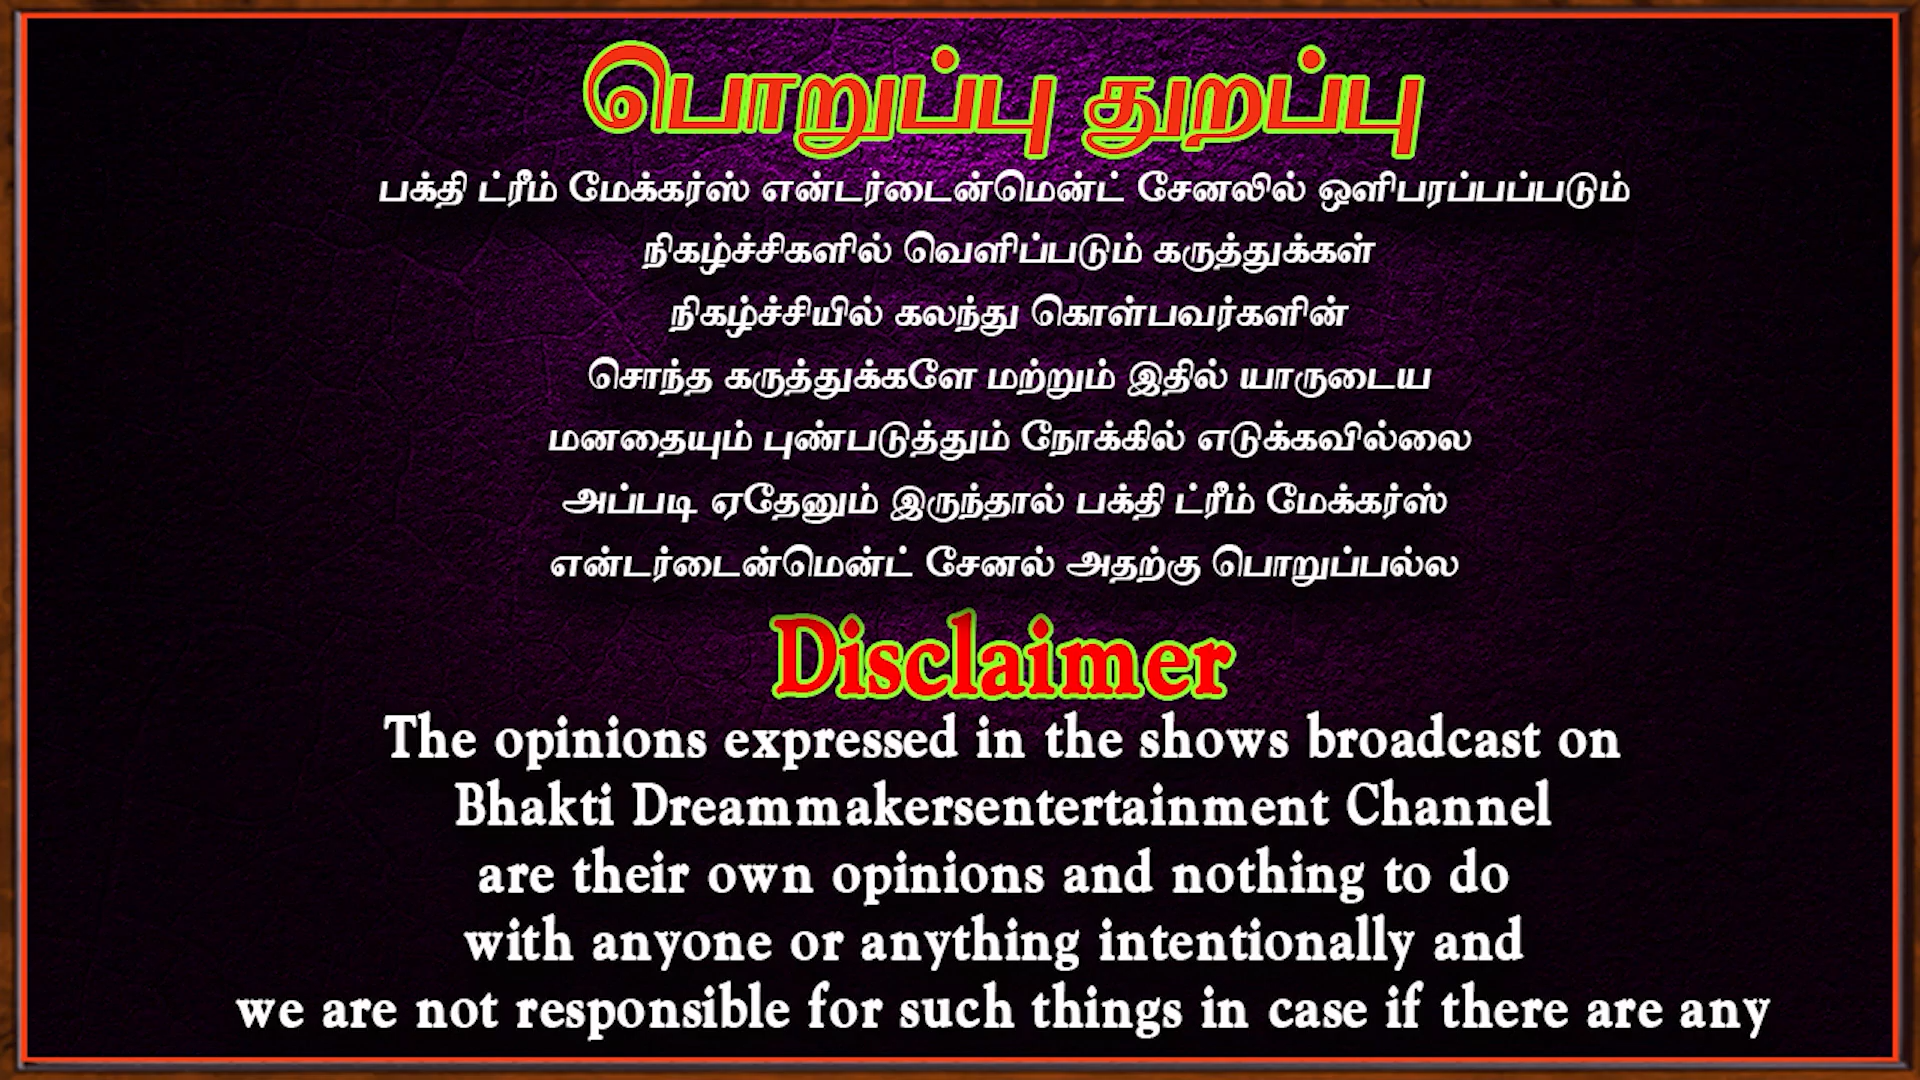 பொறுப்பு துறப்பு
பக்தி ட்ரீம் மேக்கர்ஸ் என்டர்டைன்மென்ட் சேனலில் ஒளிபரப்பப்படும்
நிகழ்ச்சிகளில் வெளிப்படும் கருத்துக்கள்
நிகழ்ச்சியில் கலந்து கொள்பவர்களின்
சொந்த கருத்துக்களே மற்றும் இதில் யாருடைய
மனதையும் புண்படுத்தும் நோக்கில் எடுக்கவில்லை
அப்படி ஏதேனும் இருந்தால் பக்தி ட்ரீம் மேக்கர்ஸ்
என்டர்டைன்மென்ட் சேனல் அதற்கு பொறுப்பல்ல
Disclaimer
The opinions expressed in the shows broadcast on
Bhakti Dreammakersentertainment Channel
are their own opinions and nothing to do
with anyone or anything intentionally and
we are not responsible for such things in case if there are any